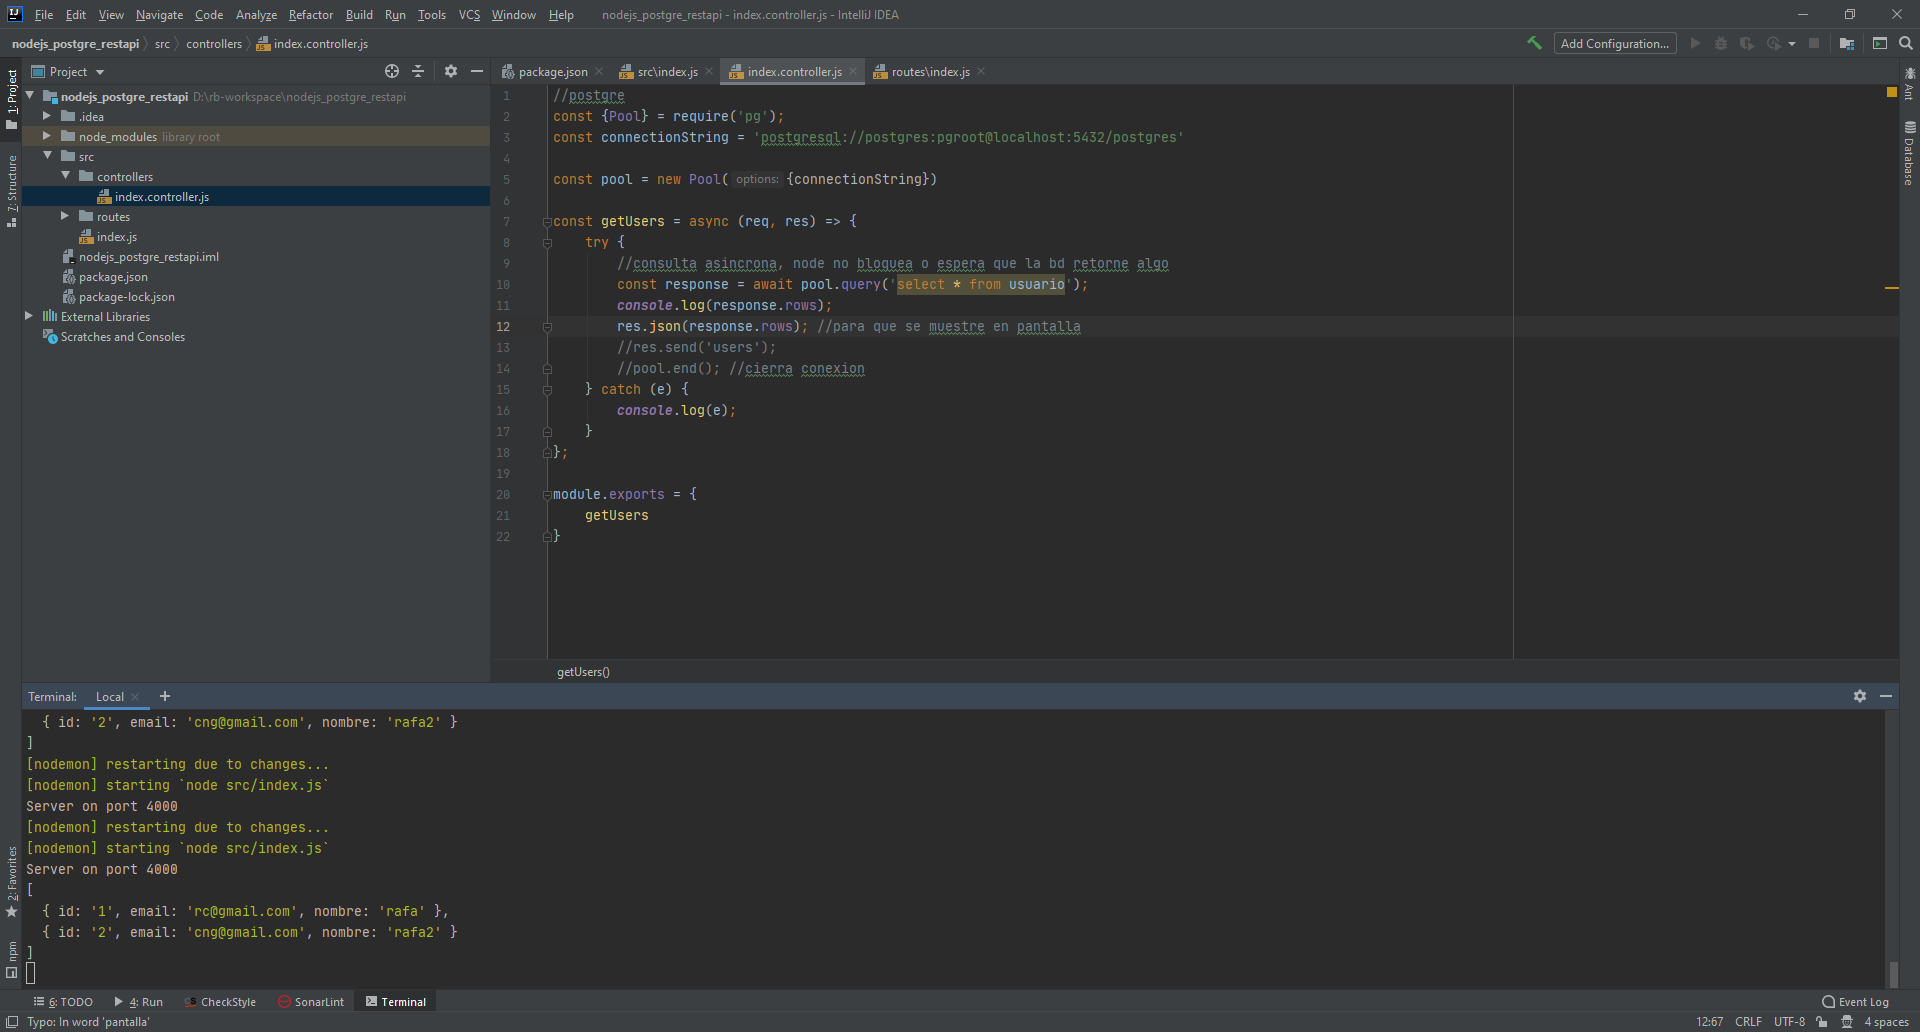 File Edit View Navigate Code Analyze Refactor Build Run Tools VCS Window Help nodejs_postgre_restapi - index.controller.js - IntelliJ IDEA
nodejs_postgre_restapi src controllers index.controller.js Add Configuration...
1: Project
7: Structure
2: Favorites
npm
Project
nodejs_postgre_restapi D:\rb-workspace\nodejs_postgre_restapi
.idea
node_modules library root
src
controllers
index.controller.js
routes
index.js
nodejs_postgre_restapi.iml
package.json
package-lock.json
External Libraries
Scratches and Consoles
package.json src\index.js index.controller.js routes\index.js
1 //postgre
2 const {Pool} = require('pg');
3 const connectionString = 'postgresql://postgres:pgroot@localhost:5432/postgres'
4
5 const pool = new Pool( options: {connectionString})
6
7 const getUsers = async (req, res) => {
8 try {
9 //consulta asincrona, node no bloquea o espera que la bd retorne algo
10 const response = await pool.query('select * from usuario');
11 console.log(response.rows);
12 res.json(response.rows); //para que se muestre en pantalla
13 //res.send('users');
14 //pool.end(); //cierra conexion
15 } catch (e) {
16 console.log(e);
17 }
18 };
19
20 module.exports = {
21 getUsers
22 }
getUsers()
Ant
Database
Terminal: Local +
{ id: '2', email: 'cng@gmail.com', nombre: 'rafa2' }
]
[nodemon] restarting due to changes...
[nodemon] starting `node src/index.js`
Server on port 4000
[nodemon] restarting due to changes...
[nodemon] starting `node src/index.js`
Server on port 4000
[
{ id: '1', email: 'rc@gmail.com', nombre: 'rafa' },
{ id: '2', email: 'cng@gmail.com', nombre: 'rafa2' }
]
6: TODO 4: Run CheckStyle SonarLint Terminal Event Log
Typo: In word 'pantalla' 12:67 CRLF UTF-8 4 spaces